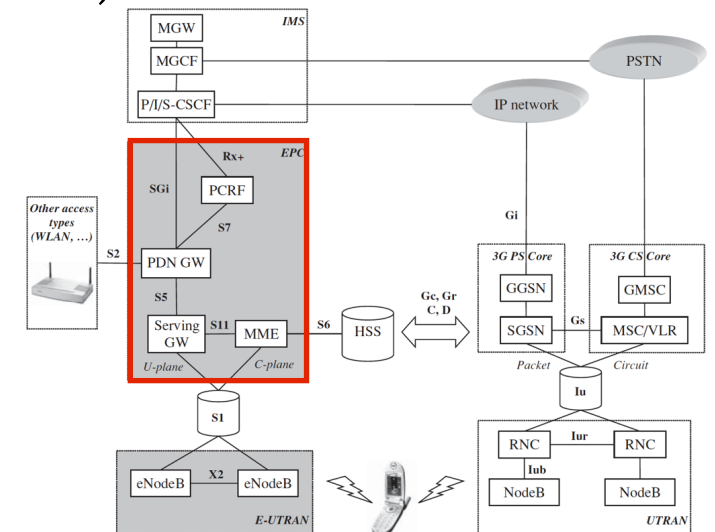 IMS
MGW
MGCF
P/I/S-CSCF
PSTN
IP network
EPC
Rx+
SGi
PCRF
S7
Other access
types
(WLAN, …)
S2
PDN GW
S5
Serving
GW
S11
MME
S6
HSS
U-plane
C-plane
Gc, Gr
C, D
Gi
3G PS Core
GGSN
SGSN
Gs
3G CS Core
GMSC
MSC/VLR
Packet
Circuit
Iu
S1
eNodeB
X2
eNodeB
E-UTRAN
RNC
Iur
RNC
Iub
NodeB
NodeB
UTRAN